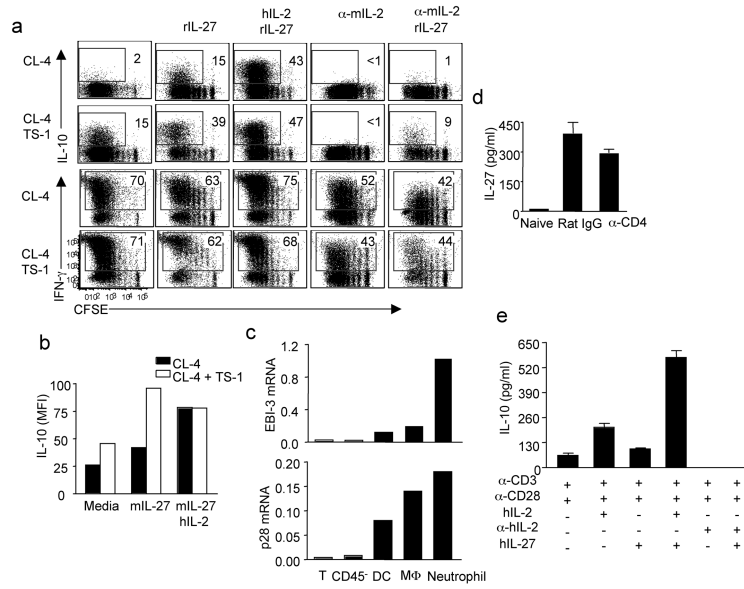 a
rIL-27
hIL-2
rIL-27
α-mIL-2
α-mIL-2
rIL-27
CL-4
2
15
43
<1
1
CL-4
TS-1
15
39
47
<1
9
IL-10
CL-4
70
63
75
52
42
CL-4
TS-1
71
62
68
43
44
IFN-γ
010² 10³ 10⁴ 10⁵
CFSE
d
IL-27 (pg/ml)
450
300
150
0
Naive Rat IgG α-CD4
b
CL-4
CL-4 + TS-1
IL-10 (MFI)
100
75
50
25
0
Media mIL-27 mIL-27
hIL-2
c
EBI-3 mRNA
1.2
0.8
0.4
0.0
p28 mRNA
0.20
0.15
0.10
0.05
0.00
T CD45⁻ DC MΦ Neutrophil
e
IL-10 (pg/ml)
650
520
390
260
130
0
α-CD3 + + + + + +
α-CD28 + + + + + +
hIL-2 - + - + - -
α-hIL-2 - - - - + +
hIL-27 - - + + - +